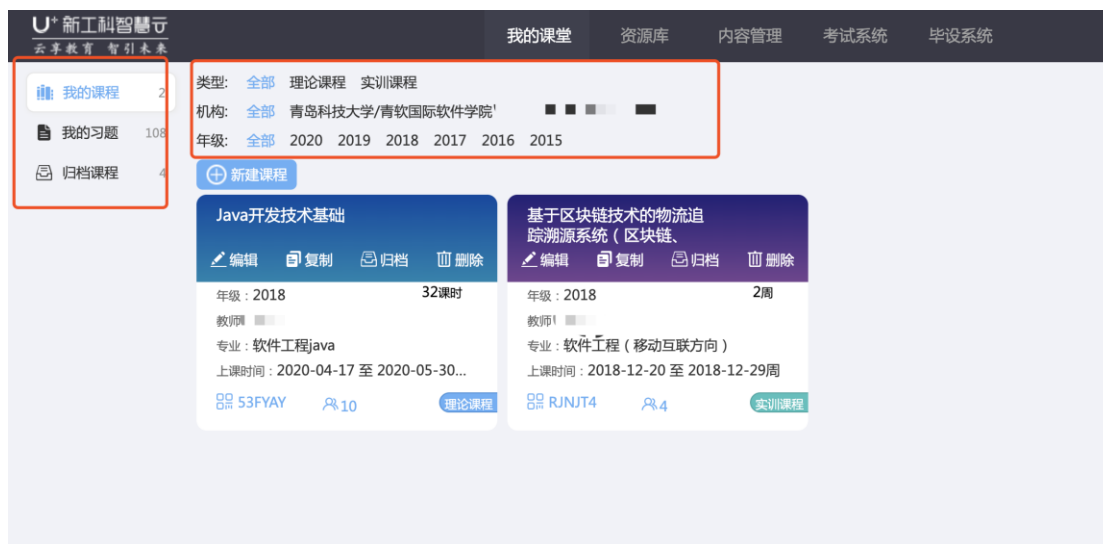 U+ 新工科智慧云
云享教育 智引未来
我的课堂 资源库 内容管理 考试系统 毕设系统
我的课程 2
我的习题 108
归档课程 4
类型: 全部 理论课程 实训课程
机构: 全部 青岛科技大学/青软国际软件学院
年级: 全部 2020 2019 2018 2017 2016 2015
新建课程
Java开发技术基础
编辑 复制 归档 删除
年级：2018 32课时
教师
专业：软件工程java
上课时间：2020-04-17 至 2020-05-30...
53FYAY 10 理论课程
基于区块链技术的物流追
踪溯源系统（区块链、
编辑 复制 归档 删除
年级：2018 2周
教师
专业：软件工程（移动互联方向）
上课时间：2018-12-20 至 2018-12-29周
RJNJT4 4 实训课程